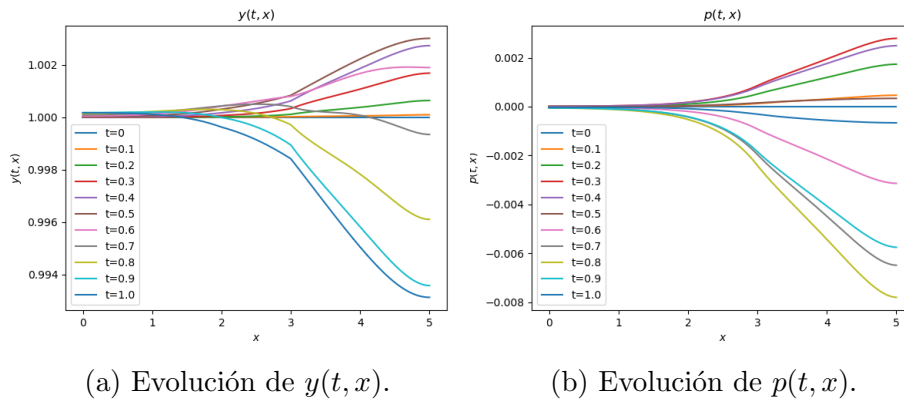 y(t, x)
1.002
1.000
0.998
0.996
0.994
y(t, x)
t=0
t=0.1
t=0.2
t=0.3
t=0.4
t=0.5
t=0.6
t=0.7
t=0.8
t=0.9
t=1.0
0 1 2 3 4 5
x
(a) Evolución de y(t, x).
p(t, x)
0.002
0.000
−0.002
−0.004
−0.006
−0.008
p(t, x)
t=0
t=0.1
t=0.2
t=0.3
t=0.4
t=0.5
t=0.6
t=0.7
t=0.8
t=0.9
t=1.0
0 1 2 3 4 5
x
(b) Evolución de p(t, x).